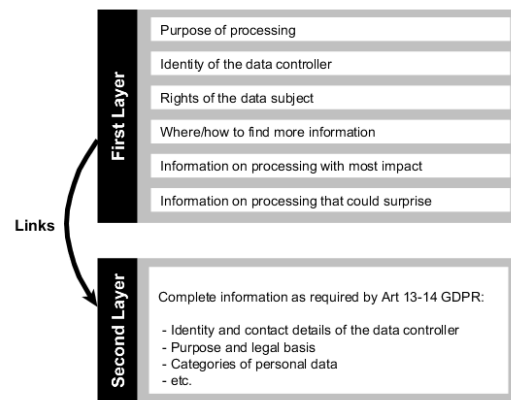 First Layer
Purpose of processing
Identity of the data controller
Rights of the data subject
Where/how to find more information
Information on processing with most impact
Information on processing that could surprise
Links
Second Layer
Complete information as required by Art 13-14 GDPR:
- Identity and contact details of the data controller
- Purpose and legal basis
- Categories of personal data
- etc.